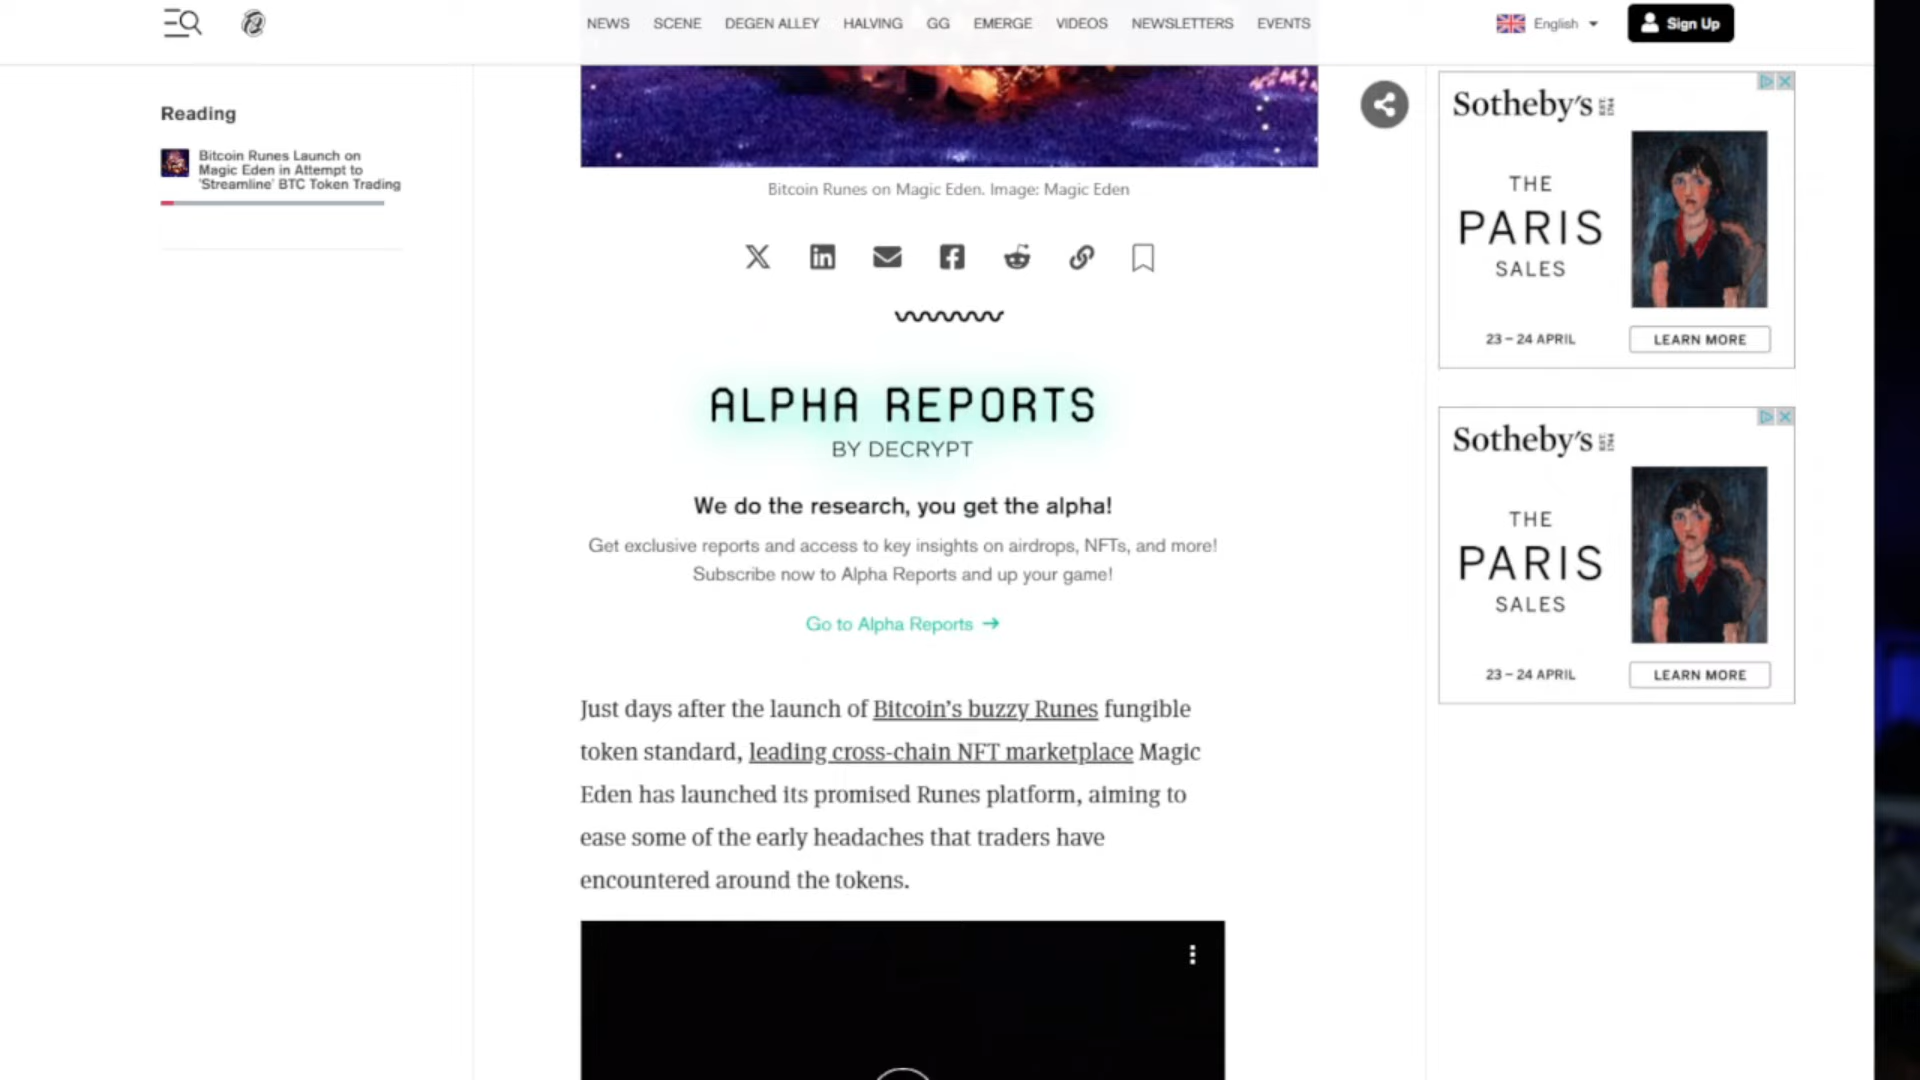 NEWS SCENE DEGEN ALLEY HALVING GG EMERGE VIDEOS NEWSLETTERS EVENTS
English
Sign Up
Reading
Bitcoin Runes Launch on
Magic Eden in Attempt to
'Streamline' BTC Token Trading
Bitcoin Runes on Magic Eden. Image: Magic Eden
ALPHA REPORTS
BY DECRYPT
We do the research, you get the alpha!
Get exclusive reports and access to key insights on airdrops, NFTs, and more!
Subscribe now to Alpha Reports and up your game!
Go to Alpha Reports →
Just days after the launch of Bitcoin’s buzzy Runes fungible
token standard, leading cross-chain NFT marketplace Magic
Eden has launched its promised Runes platform, aiming to
ease some of the early headaches that traders have
encountered around the tokens.
Sotheby's EST. 1744
THE
PARIS
SALES
23 – 24 APRIL
LEARN MORE
Sotheby's EST. 1744
THE
PARIS
SALES
23 – 24 APRIL
LEARN MORE